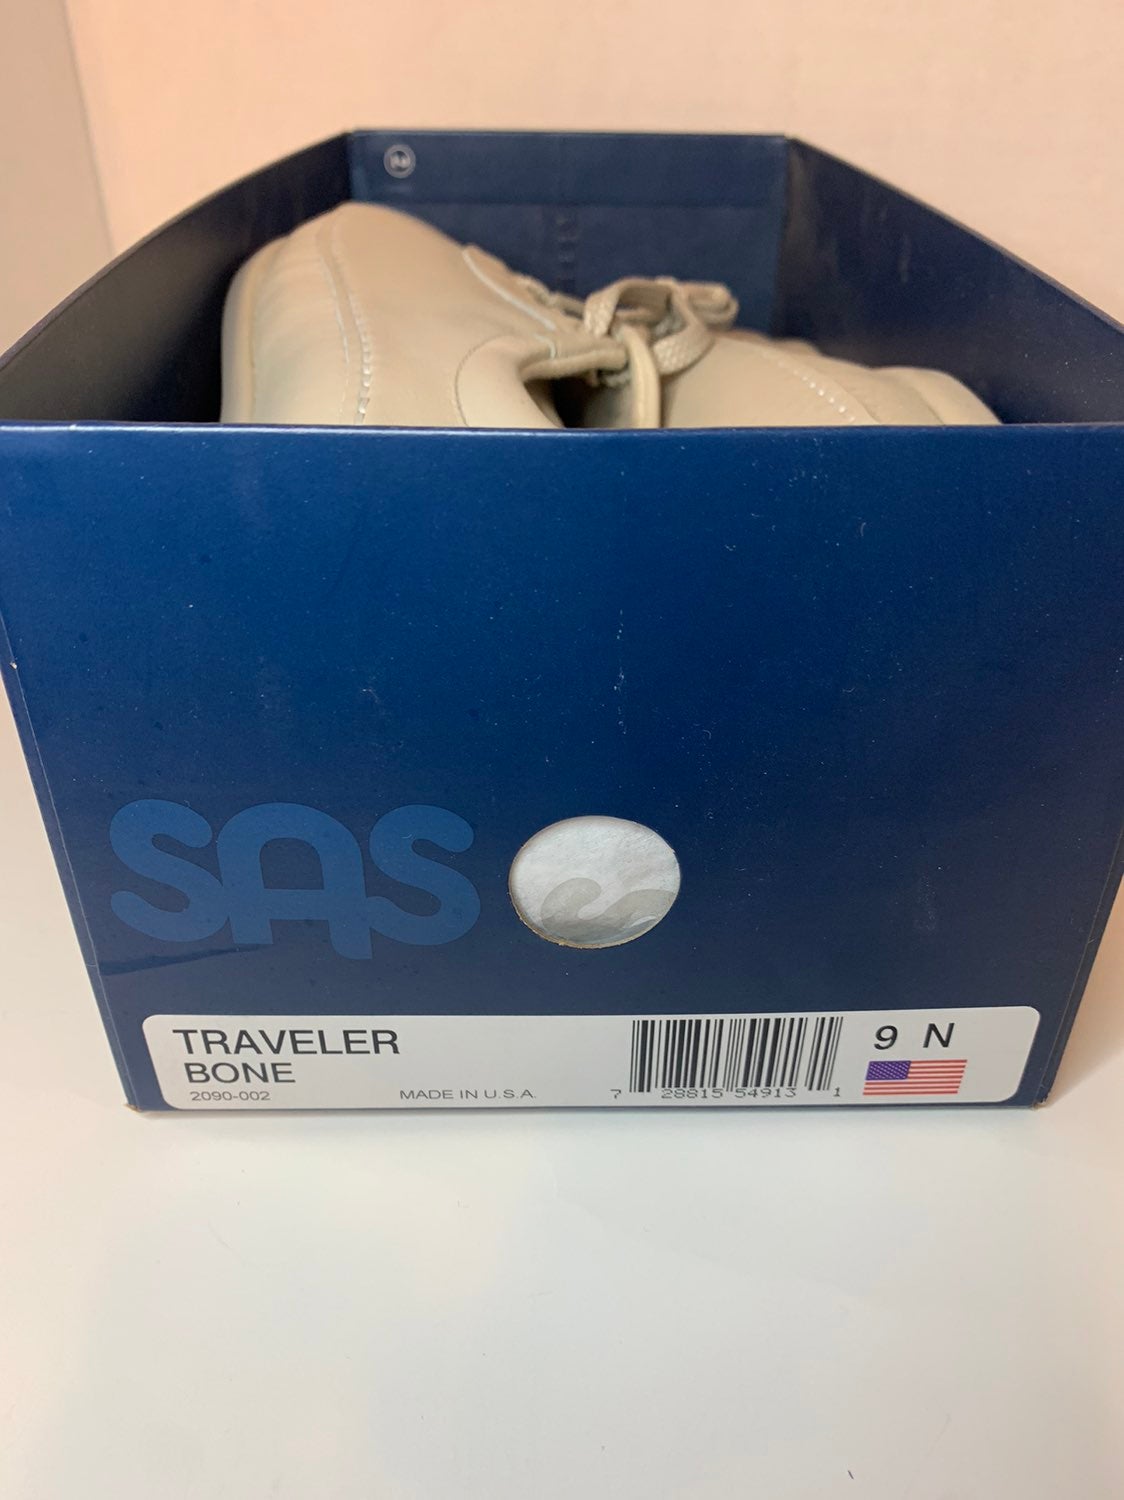 SAS
TRAVELER
BONE
2090-002
MADE IN U.S.A.
7 28815 54913 1
9 N